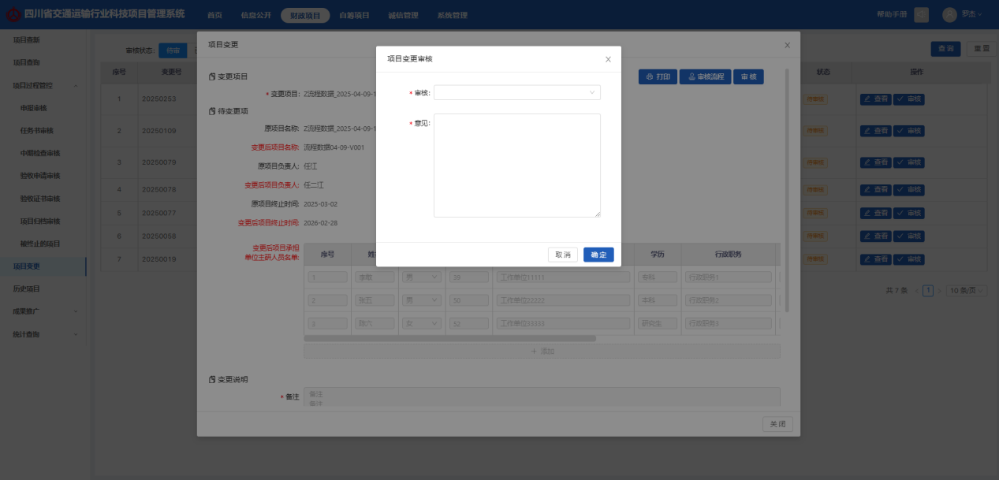 四川省交通运输行业科技项目管理系统
首页 信息公开 财政项目 自筹项目 诚信管理 系统管理
帮助手册 罗杰
项目查新
项目查询
项目过程管控
申报审核
任务书审核
中期检查审核
验收申请审核
验收证书审核
项目归档审核
被终止的项目
项目变更
历史项目
成果推广
统计查询
审核状态: 待审
查 询 重 置
序号 变更号 状态 操作
1 20250253 待审核 查看 审核
2 20250109 待审核 查看 审核
3 20250079 待审核 查看 审核
4 20250078 待审核 查看 审核
5 20250077 待审核 查看 审核
6 20250058 待审核 查看 审核
7 20250019 待审核 查看 审核
共 7 条 < 1 > 10 条/页
项目变更
变更项目
打印 审核流程 审 核
* 变更项目: Z流程数据_2025-04-09-1
待变更项
原项目名称: Z流程数据_2025-04-09-1
变更后项目名称: 流程数据04-09-V001
原项目负责人: 任江
变更后项目负责人: 任二江
原项目终止时间: 2025-03-02
变更后项目终止时间: 2026-02-28
变更后项目承担
单位主研人员名单:
序号 姓 学历 行政职务
1 李敏 男 39 工作单位11111 专科 行政职务1
2 张五 男 50 工作单位22222 本科 行政职务2
3 陈六 女 52 工作单位33333 研究生 行政职务3
+ 添加
变更说明
* 备注 备注
备注
关 闭
项目变更审核
* 审核:
* 意见:
取 消 确 定